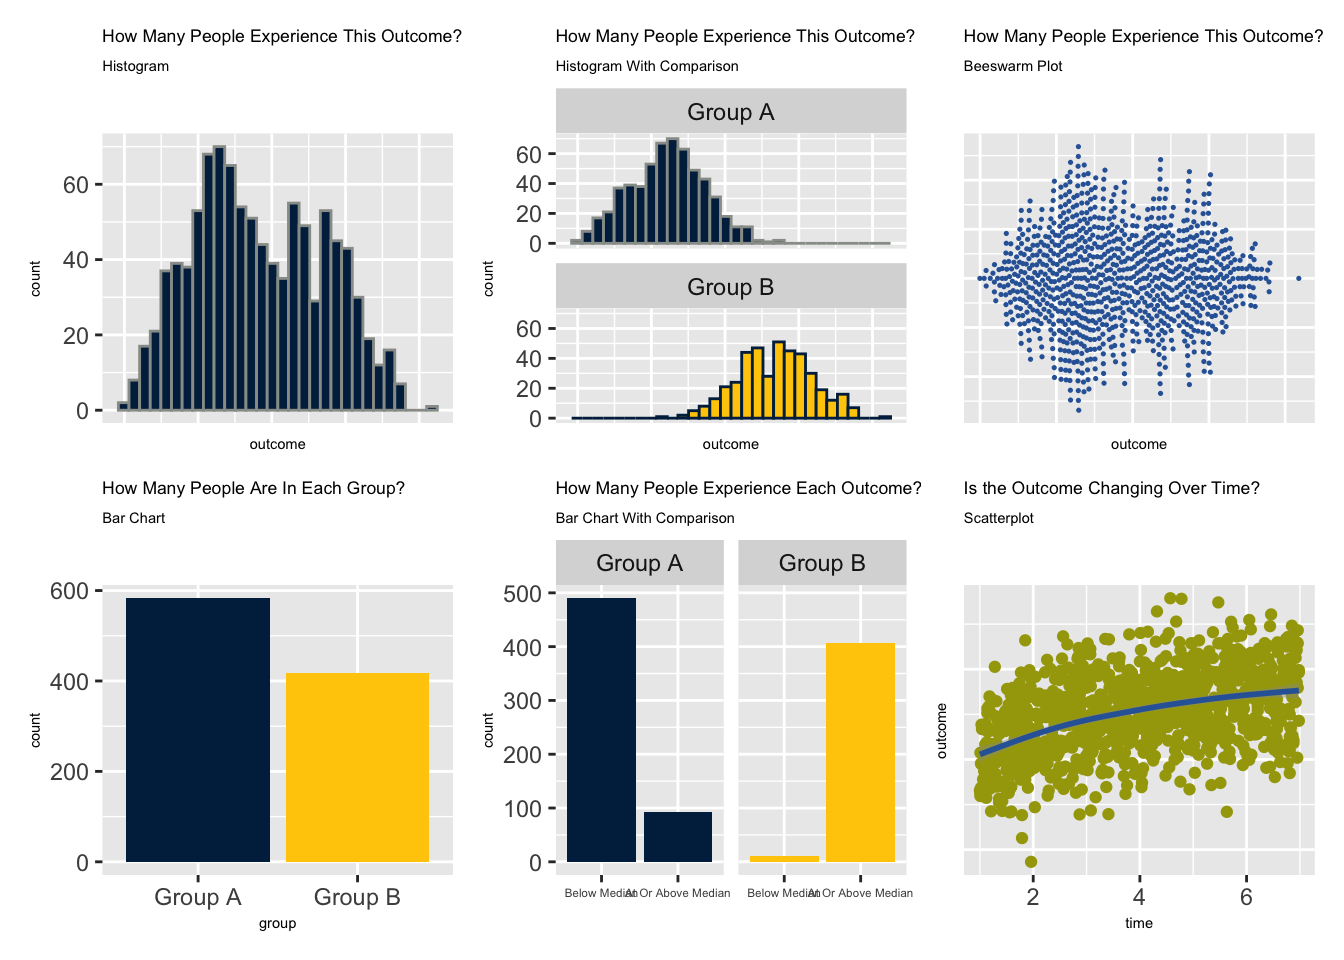 How Many People Experience This Outcome?
Histogram
60
40
20
0
count
outcome
How Many People Experience This Outcome?
Histogram With Comparison
Group A
60
40
20
0
Group B
60
40
20
0
count
outcome
How Many People Experience This Outcome?
Beeswarm Plot
outcome
How Many People Are In Each Group?
Bar Chart
600
400
200
0
count
Group A Group B
group
How Many People Experience Each Outcome?
Bar Chart With Comparison
Group A Group B
500
400
300
200
100
0
count
Below Median At Or Above Median Below Median At Or Above Median
Is the Outcome Changing Over Time?
Scatterplot
outcome
2 4 6
time